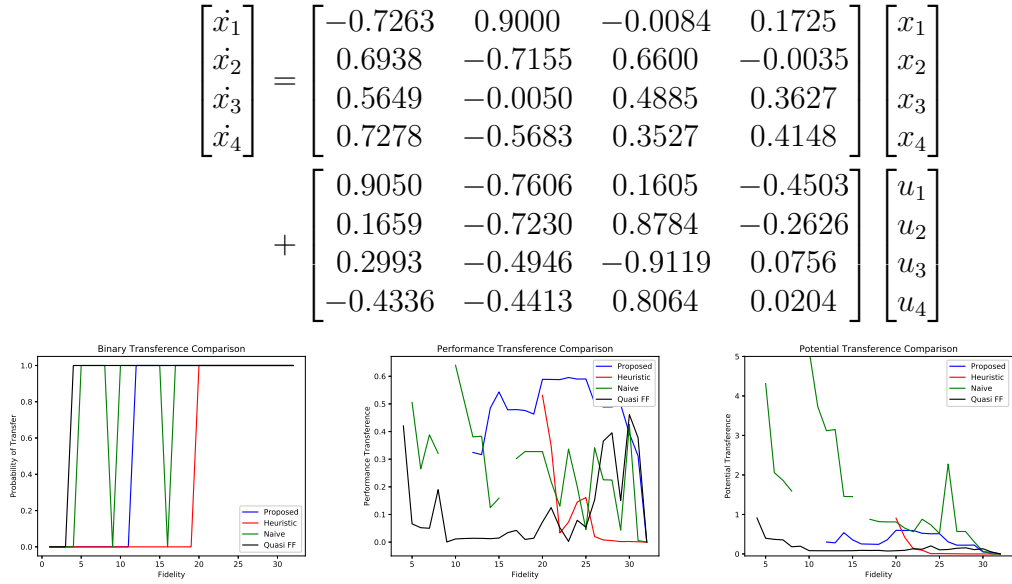 ẋ1 −0.7263 0.9000 −0.0084 0.1725 x1
ẋ2 0.6938 −0.7155 0.6600 −0.0035 x2
ẋ3 = 0.5649 −0.0050 0.4885 0.3627 x3
ẋ4 0.7278 −0.5683 0.3527 0.4148 x4
0.9050 −0.7606 0.1605 −0.4503 u1
0.1659 −0.7230 0.8784 −0.2626 u2
+ 0.2993 −0.4946 −0.9119 0.0756 u3
−0.4336 −0.4413 0.8064 0.0204 u4
Binary Transference Comparison
Probability of Transfer
1.0
0.8
0.6
0.4
0.2
0.0
0 5 10 15 20 25 30
Fidelity
Proposed
Heuristic
Naive
Quasi FF
Performance Transference Comparison
Performance Transference
0.6
0.5
0.4
0.3
0.2
0.1
0.0
5 10 15 20 25 30
Fidelity
Proposed
Heuristic
Naive
Quasi FF
Potential Transference Comparison
Potential Transference
5
4
3
2
1
0
5 10 15 20 25 30
Fidelity
Proposed
Heuristic
Naive
Quasi FF